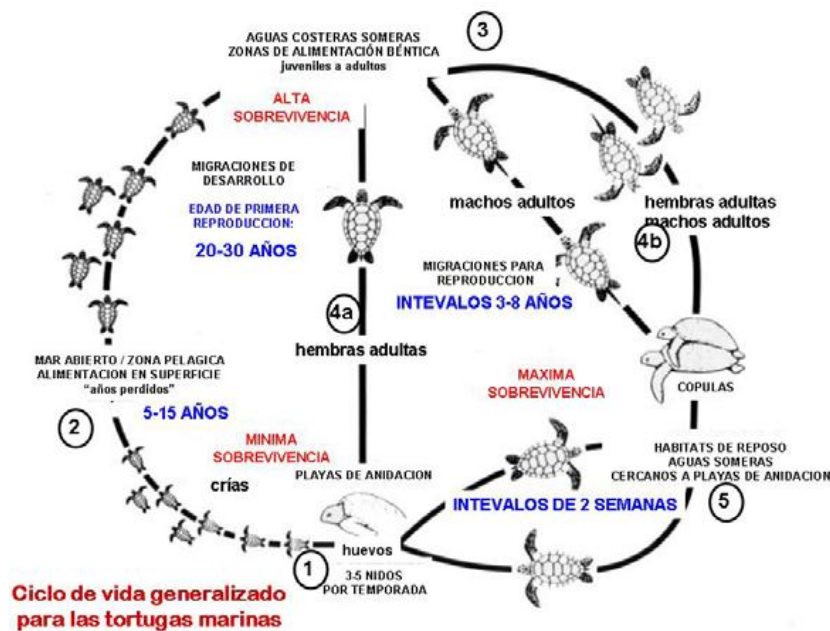 AGUAS COSTERAS SOMERAS
ZONAS DE ALIMENTACIÓN BÉNTICA
juveniles a adultos
3
ALTA
SOBREVIVENCIA
MIGRACIONES DE
DESARROLLO
EDAD DE PRIMERA
REPRODUCCION:
20-30 AÑOS
machos adultos
hembras adultas
machos adultos
4b
MIGRACIONES PARA
REPRODUCCION
INTEVALOS 3-8 AÑOS
4a
hembras adultas
MAR ABIERTO / ZONA PELAGICA
ALIMENTACION EN SUPERFICIE
"años perdidos"
5-15 AÑOS
2
COPULAS
MAXIMA
SOBREVIVENCIA
MINIMA
SOBREVIVENCIA
crías
PLAYAS DE ANIDACION
HABITATS DE REPOSO
AGUAS SOMERAS
CERCANOS A PLAYAS DE ANIDACION
5
INTEVALOS DE 2 SEMANAS
huevos
1
3-5 NIDOS
POR TEMPORADA
Ciclo de vida generalizado
para las tortugas marinas